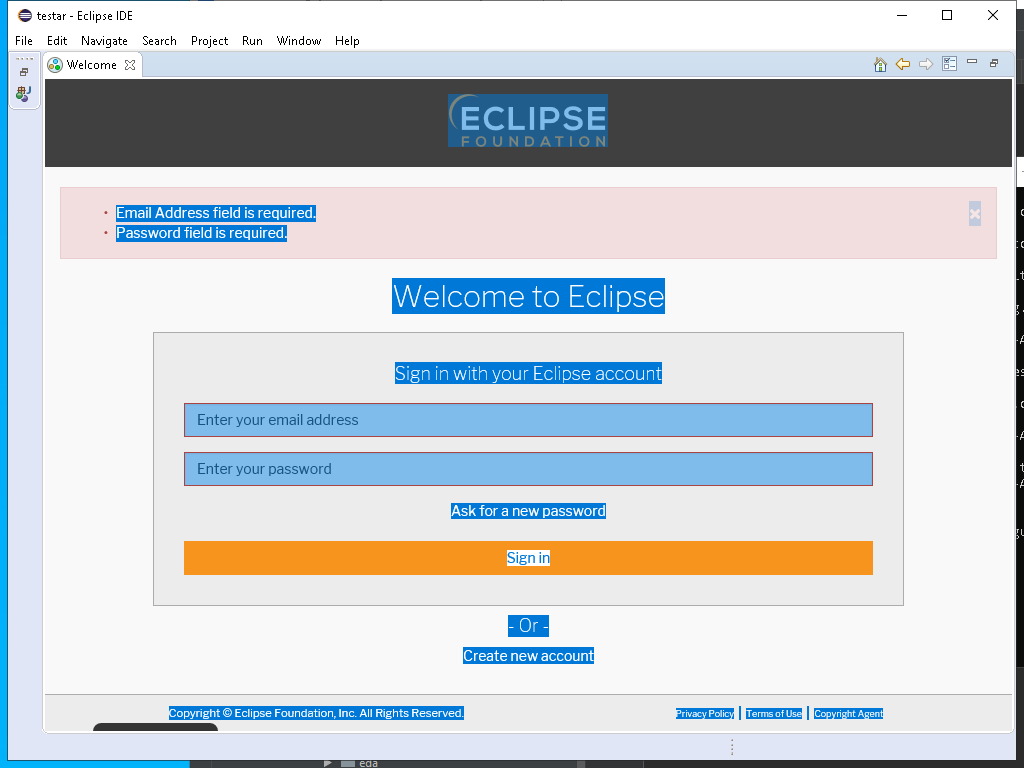 testar - Eclipse IDE
File Edit Navigate Search Project Run Window Help
Welcome
ECLIPSE
FOUNDATION
• Email Address field is required.
• Password field is required.
Welcome to Eclipse
Sign in with your Eclipse account
Enter your email address
Enter your password
Ask for a new password
Sign in
- Or -
Create new account
Copyright © Eclipse Foundation, Inc. All Rights Reserved. Privacy Policy | Terms of Use | Copyright Agent
eda